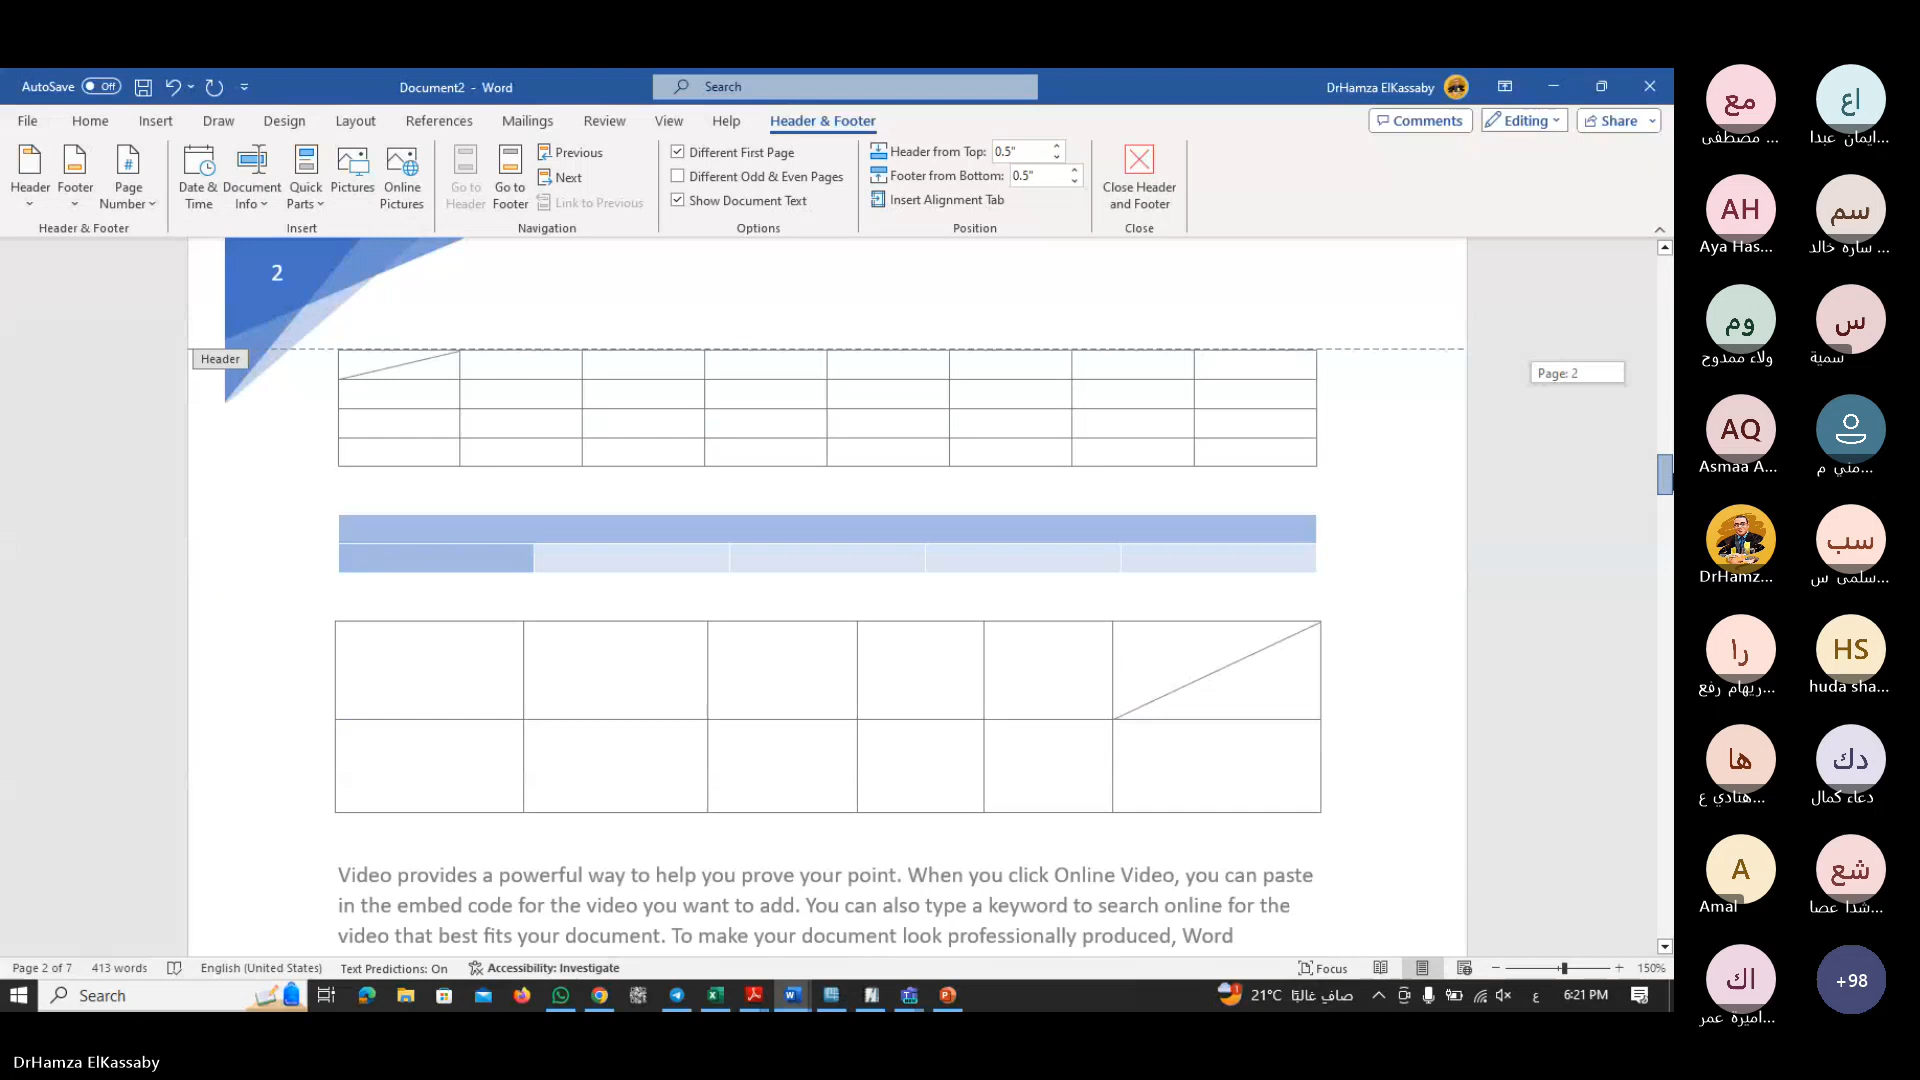 AutoSave Off Document2 - Word Search DrHamza ElKassaby
File Home Insert Draw Design Layout References Mailings Review View Help Header & Footer Comments Editing Share
Header Footer Page Number
Header & Footer
Date & Time Document Info Quick Parts Pictures Online Pictures
Insert
Go to Header Go to Footer Previous Next Link to Previous
Navigation
Different First Page
Different Odd & Even Pages
Show Document Text
Options
Header from Top: 0.5"
Footer from Bottom: 0.5"
Insert Alignment Tab
Position
Close Header and Footer
Close
2
Header
Page: 2
Video provides a powerful way to help you prove your point. When you click Online Video, you can paste
in the embed code for the video you want to add. You can also type a keyword to search online for the
video that best fits your document. To make your document look professionally produced, Word
Page 2 of 7 413 words English (United States) Text Predictions: On Accessibility: Investigate Focus 150%
Search 21°C صافٍ غالبًا ع 6:21 PM
DrHamza ElKassaby
مع اع
مصطفى ... ايمان عبدا...
AH سم
Aya Has... ساره خالد ...
وم س
ولاء ممدوح سمية
AQ
Asmaa A... مني م...
سب
DrHamz... سلمى س...
را HS
ريهام رفع... huda sha...
ها دك
هنادي ع... دعاء كمال
A شع
Amal شدا عصا...
اك +98
اميرة عمر...